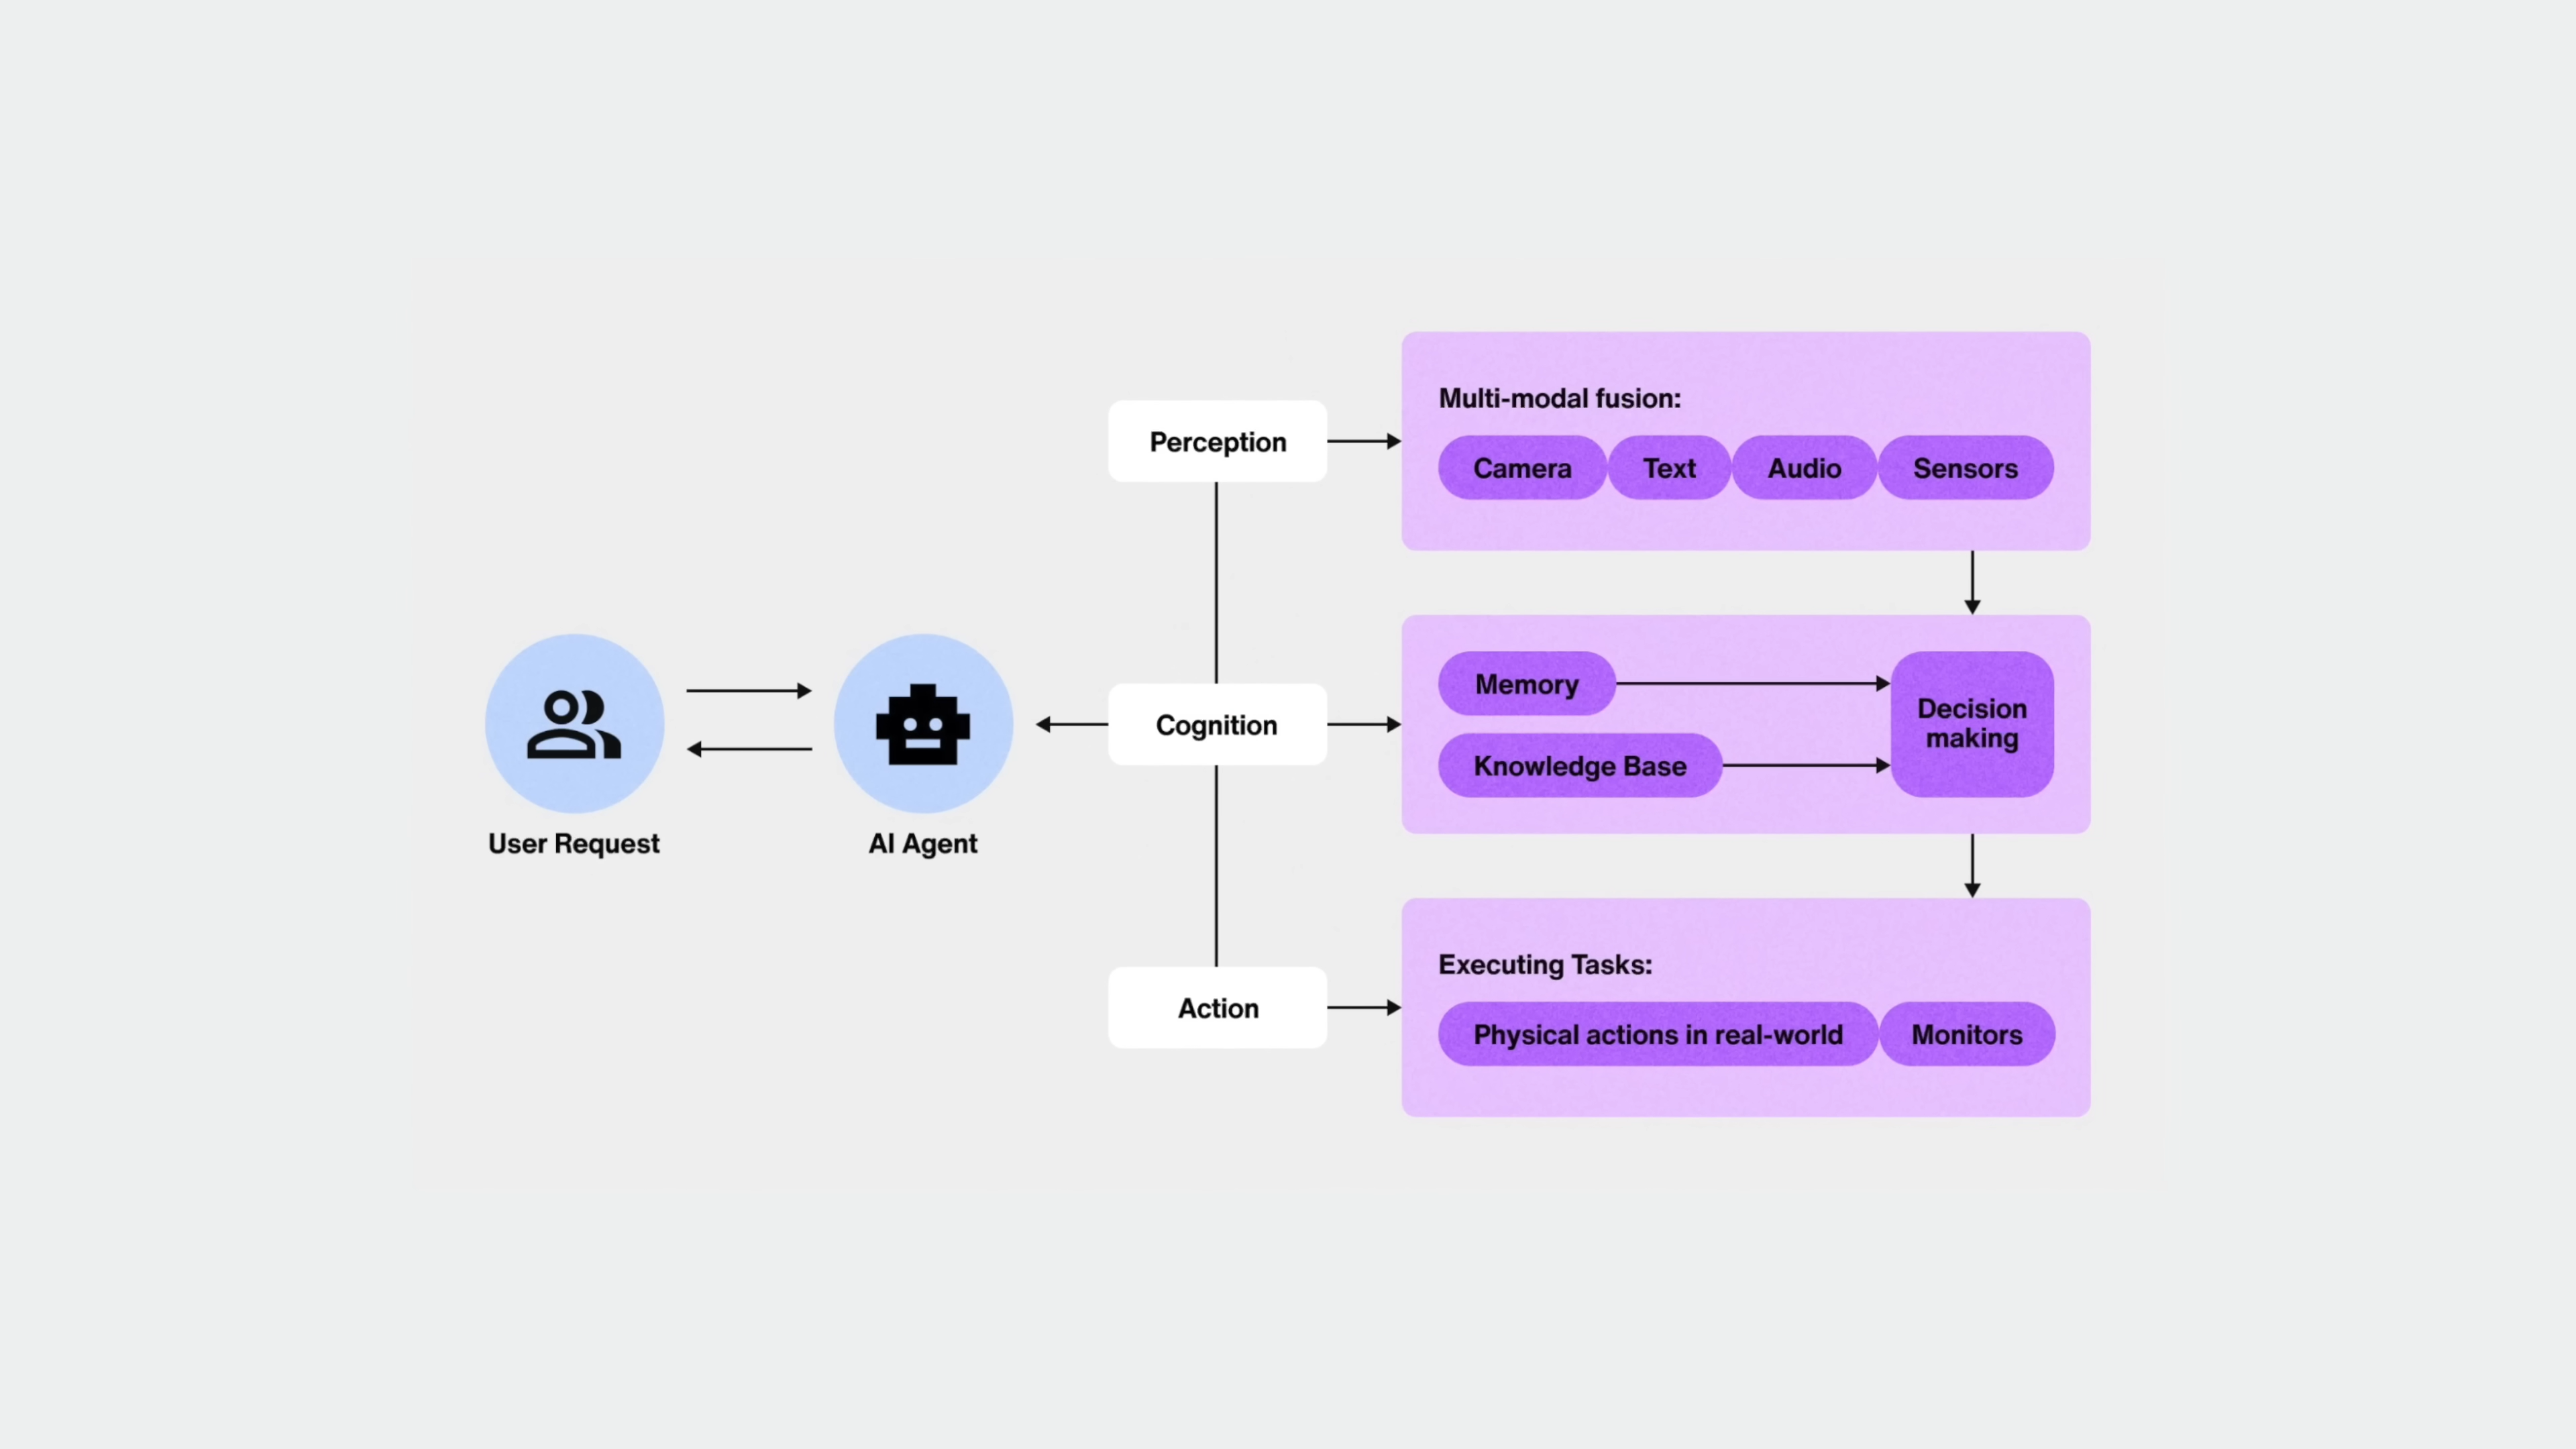 User Request
AI Agent
Perception
Cognition
Action
Multi-modal fusion:
Camera
Text
Audio
Sensors
Memory
Knowledge Base
Decision
making
Executing Tasks:
Physical actions in real-world
Monitors